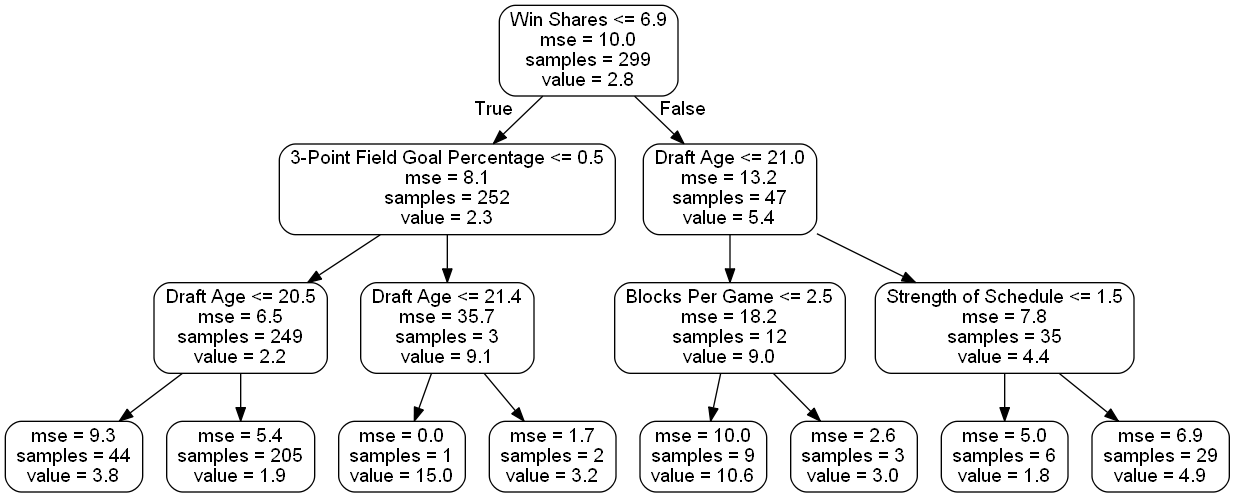 Win Shares <= 6.9
mse = 10.0
samples = 299
value = 2.8
True
False
3-Point Field Goal Percentage <= 0.5
mse = 8.1
samples = 252
value = 2.3
Draft Age <= 21.0
mse = 13.2
samples = 47
value = 5.4
Draft Age <= 20.5
mse = 6.5
samples = 249
value = 2.2
Draft Age <= 21.4
mse = 35.7
samples = 3
value = 9.1
Blocks Per Game <= 2.5
mse = 18.2
samples = 12
value = 9.0
Strength of Schedule <= 1.5
mse = 7.8
samples = 35
value = 4.4
mse = 9.3
samples = 44
value = 3.8
mse = 5.4
samples = 205
value = 1.9
mse = 0.0
samples = 1
value = 15.0
mse = 1.7
samples = 2
value = 3.2
mse = 10.0
samples = 9
value = 10.6
mse = 2.6
samples = 3
value = 3.0
mse = 5.0
samples = 6
value = 1.8
mse = 6.9
samples = 29
value = 4.9